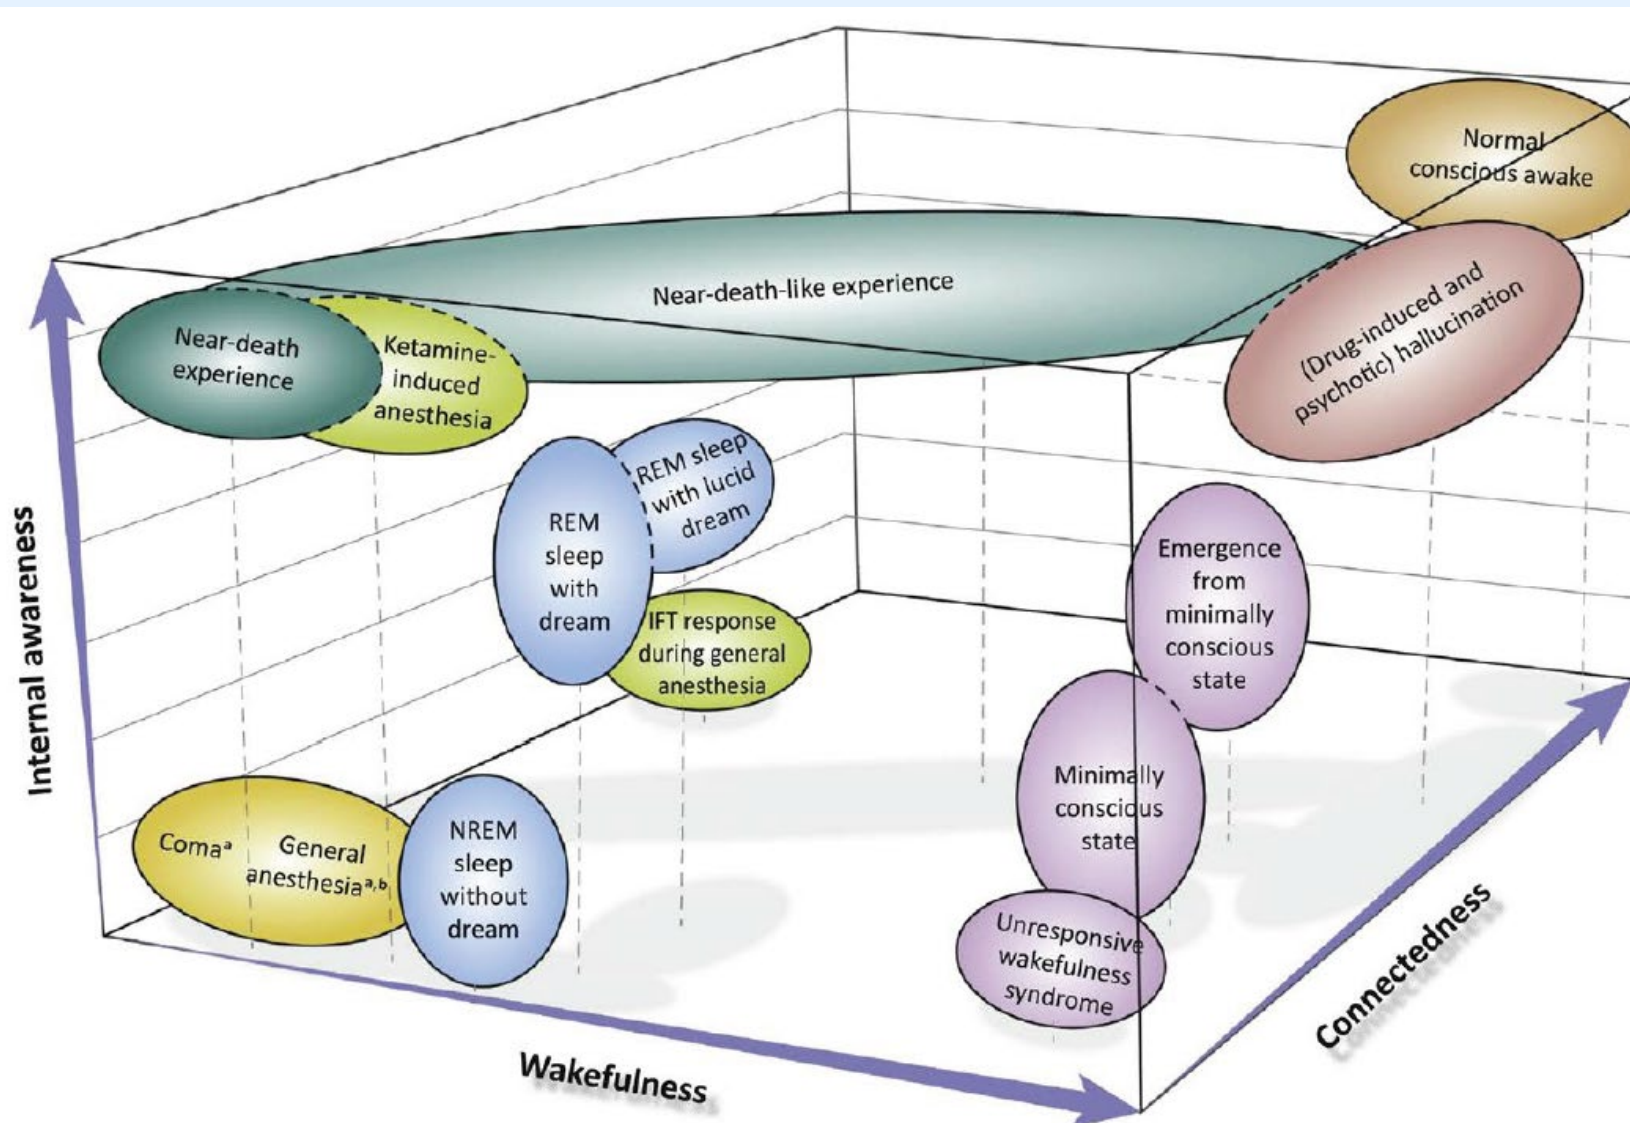 Normal
conscious awake
Near-death-like experience
(Drug-induced and
psychotic) hallucination
Near-death
experience
Ketamine-
induced
anesthesia
REM sleep
with lucid
dream
REM
sleep
with
dream
IFT response
during general
anesthesia
Emergence
from
minimally
conscious
state
Minimally
conscious
state
Unresponsive
wakefulness
syndrome
Comaᵃ
General
anesthesiaᵃ,ᵇ
NREM
sleep
without
dream
Internal awareness
Wakefulness
Connectedness